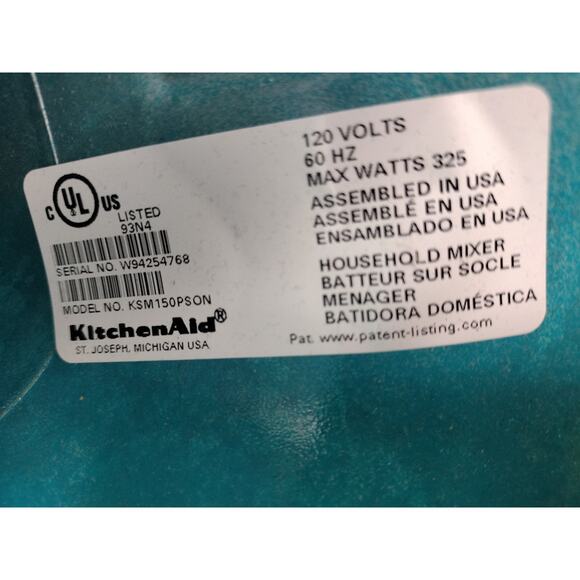 C UL US
LISTED
93N4
SERIAL NO. W94254768
MODEL NO. KSM150PSON
KitchenAid®
ST. JOSEPH, MICHIGAN USA
120 VOLTS
60 HZ
MAX WATTS 325
ASSEMBLED IN USA
ASSEMBLÉ EN USA
ENSAMBLADO EN USA
HOUSEHOLD MIXER
BATTEUR SUR SOCLE
MENAGER
BATIDORA DOMÉSTICA
Pat. www.patent-listing.com